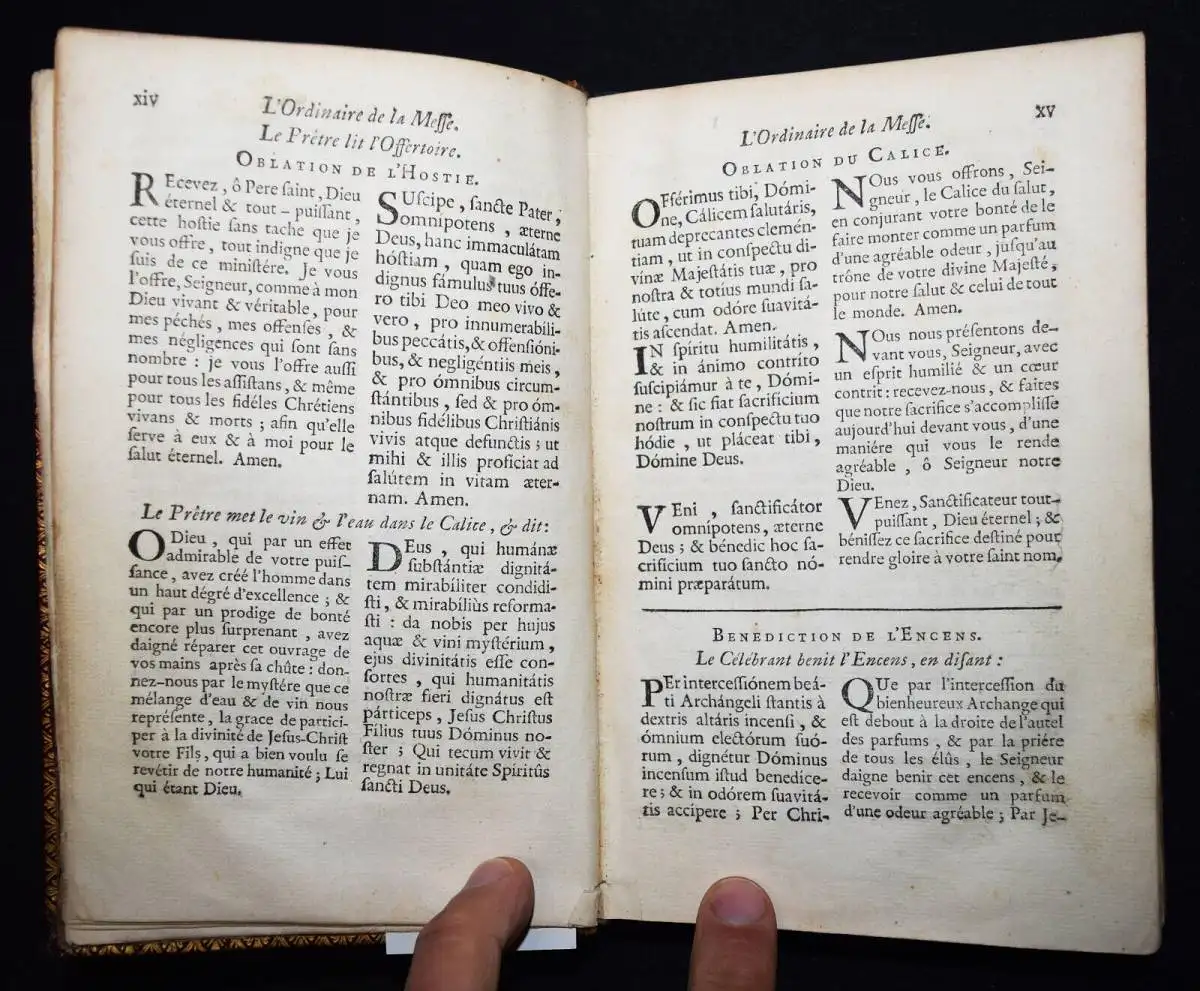 xiv
L'Ordinaire de la Meſſe.
Le Prêtre lit l'Offertoire.
OBLATION DE L'HOSTIE.
REcevez, ô Pere ſaint, Dieu
éternel & tout-puiſſant,
cette hostie ſans tache que je
vous offre, tout indigne que je
ſuis de ce miniſtére. Je vous
l'offre, Seigneur, comme à mon
Dieu vivant & véritable, pour
mes péchés, mes offenſes, &
mes négligences qui ſont ſans
nombre : je vous l'offre auſſi
pour tous les aſſiſtans, & même
pour tous les fidéles Chrétiens
vivans & morts ; afin qu'elle
ſerve à eux & à moi pour le
ſalut éternel. Amen.
SUſcipe, ſancte Pater,
omnipotens, æterne
Deus, hanc immaculátam
hóſtiam, quam ego in-
dignus fámulus tuus óffe-
ro tibi Deo meo vivo &
vero, pro innumerabíli-
bus peccátis, & offenſióni-
bus, & negligéntiis meis,
& pro ómnibus circum-
ſtántibus, ſed & pro óm-
nibus fidélibus Chriſtiánis
vivis atque defunctis ; ut
mihi & illis proficiat ad
ſalútem in vitam æter-
nam. Amen.
Le Prêtre met le vin & l'eau dans le Calice, & dit :
O Dieu, qui par un effet
admirable de votre puiſ-
ſance, avez créé l'homme dans
un haut dégré d'excellence ; &
qui par un prodige de bonté
encore plus ſurprenant, avez
daigné réparer cet ouvrage de
vos mains après ſa chûte : don-
nez-nous par le myſtére que ce
mélange d'eau & de vin nous
repréſente, la grace de partici-
per à la divinité de Jeſus-Chriſt
votre Fils, qui a bien voulu ſe
revétir de notre humanité ; Lui
qui étant Dieu.
DEus, qui humánæ
ſubſtántiæ dignitá-
tem mirabíliter condidi-
ſti, & mirabíliùs reforma-
ſti : da nobis per hujus
aquæ & vini myſtérium,
ejus divinitátis eſſe con-
ſortes, qui humanitátis
noſtræ fieri dignátus eſt
párticeps, Jeſus Chriſtus
Filius tuus Dóminus no-
ſter ; Qui tecum vivit &
regnat in unitáte Spiritûs
ſancti Deus.
xv
L'Ordinaire de la Meſſe.
OBLATION DU CALICE.
OFférimus tibi, Dómi-
ne, Cálicem salutáris,
tuam deprecantes clemén-
tiam, ut in conſpectu di-
vínæ Majeſtátis tuæ, pro
noſtra & totíus mundi ſa-
lúte, cum odóre ſuavitá-
tis aſcendat. Amen.
IN ſpíritu humilitátis,
& in ánimo contríto
ſuſcipiámur à te, Dómi-
ne : & ſic fiat ſacrificium
noſtrum in conſpectu tuo
hódie, ut pláceat tibi,
Dómine Deus.
VEni, ſanctificátor
omnípotens, æterne
Deus ; & bénedic hoc ſa-
crificium tuo ſancto nó-
mini præparátum.
NOus vous offrons, Sei-
gneur, le Calice du ſalut,
en conjurant votre bonté de le
faire monter comme un parfum
d'une agréable odeur, juſqu'au
trône de votre divine Majeſté,
pour notre ſalut & celui de tout
le monde. Amen.
NOus nous préſentons de-
vant vous, Seigneur, avec
un eſprit humilié & un cœur
contrit : recevez-nous, & faites
que notre ſacrifice s'accompliſſe
aujourd'hui devant vous, d'une
maniére qui vous le rende
agréable, ô Seigneur notre
Dieu.
VEnez, Sanctificateur tout-
puiſſant, Dieu éternel ; &
béniſſez ce ſacrifice deſtiné pour
rendre gloire à votre ſaint nom.
BENÉDICTION DE L'ENCENS.
Le Célébrant benit l'Encens, en diſant :
PEr interceſſiónem beá-
ti Archángeli ſtantis à
dextris altáris incenſi, &
ómnium electórum ſuó-
rum, dignétur Dóminus
incenſum iſtud benedíce-
re ; & in odórem ſuavitá-
tis accipere ; Per Chri-
QUe par l'interceſſion du
bienheureux Archange qui
eſt debout à la droite de l'autel
des parfums, & par la priére
de tous les élûs, le Seigneur
daigne benir cet encens, & le
recevoir comme un parfum
d'une odeur agréable ; Par Je-